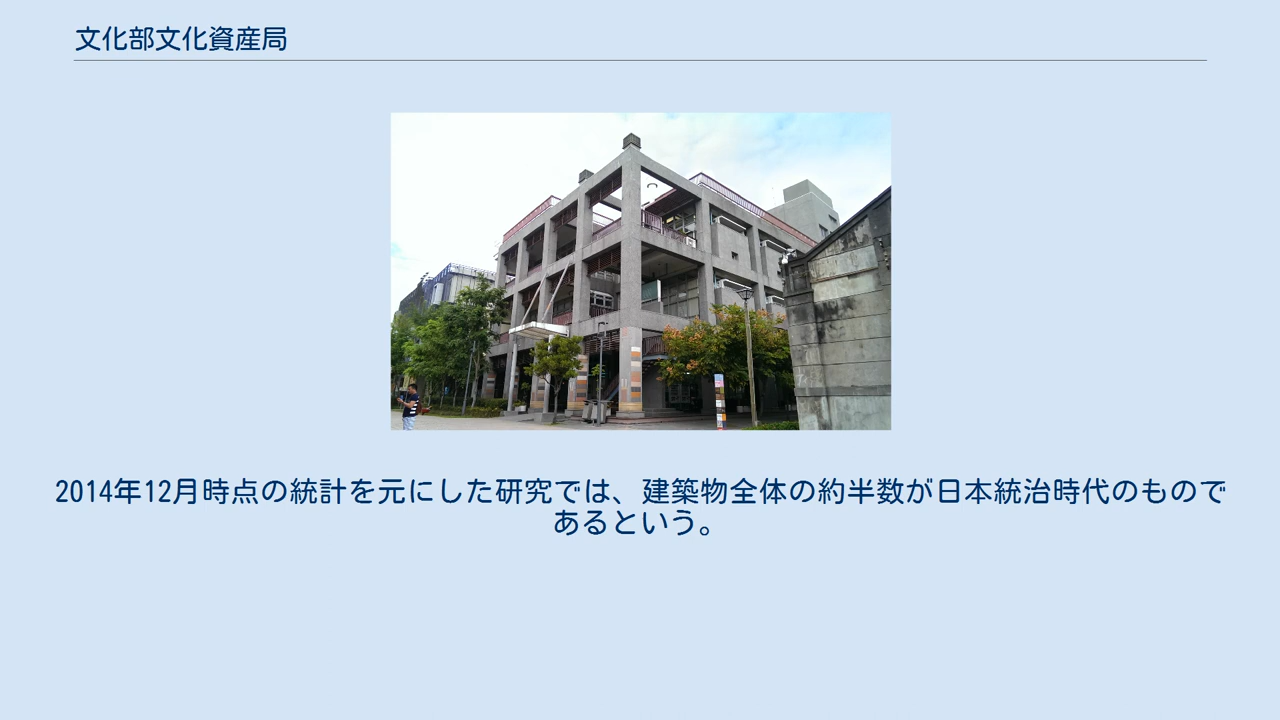 文化部文化資産局
2014年12月時点の統計を元にした研究では、建築物全体の約半数が日本統治時代のもので
あるという。